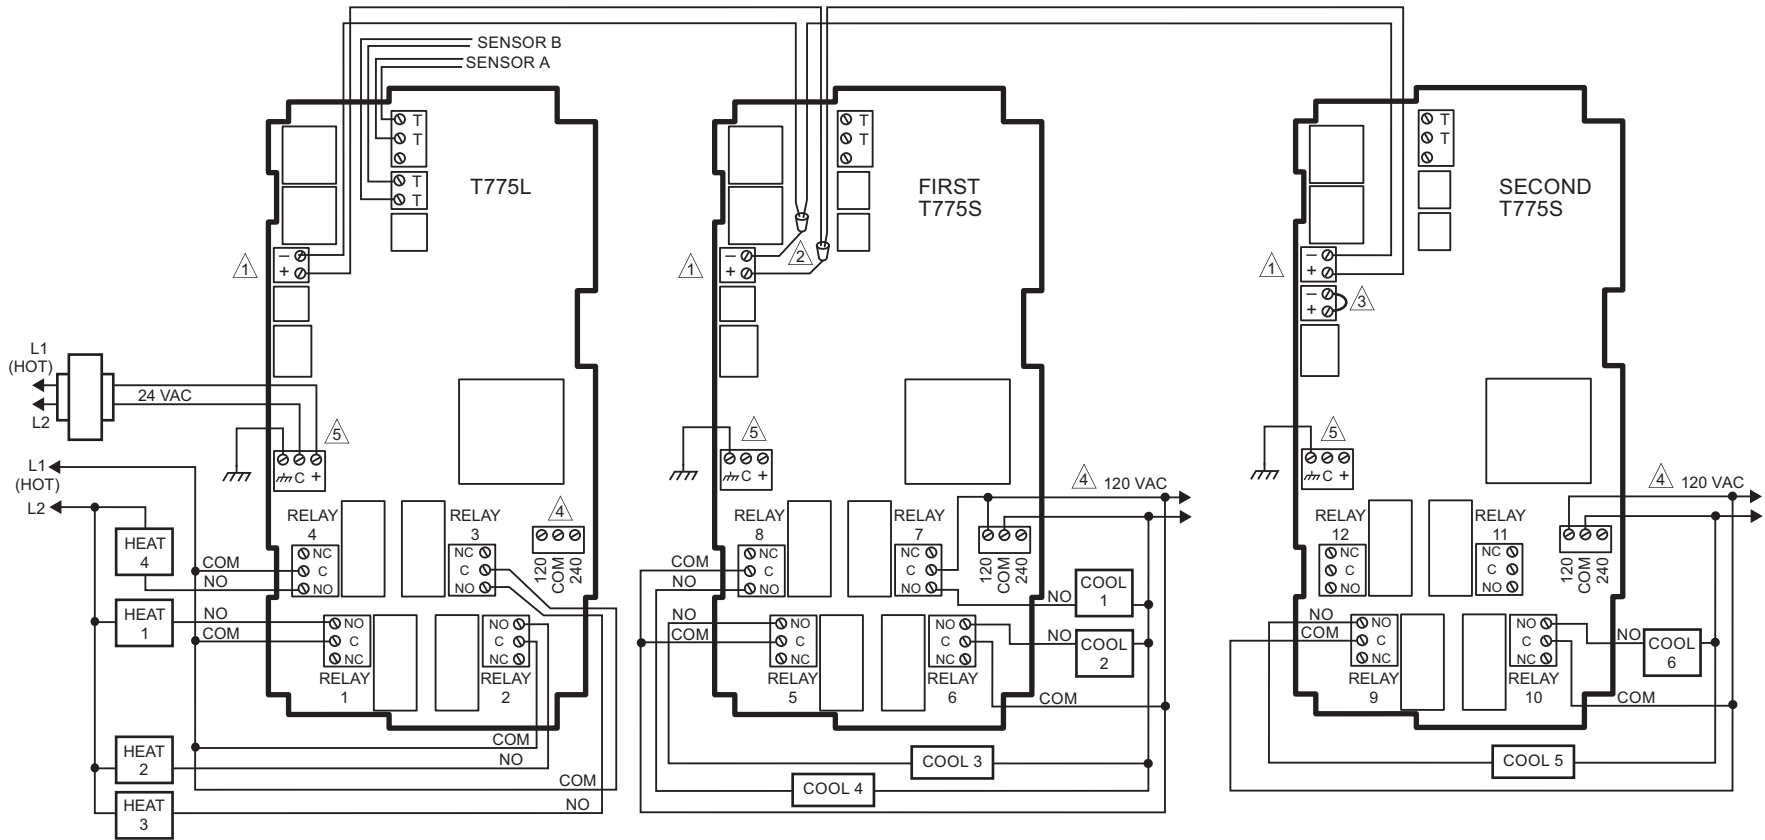 SENSOR B
SENSOR A
T
T
T
T
T775L
– 
+
1
L1
(HOT)
L2
24 VAC
5
C +
L1
(HOT)
L2
HEAT
4
COM
NO
HEAT
1
NO
COM
HEAT
2
HEAT
3
RELAY
4
NC
C
NO
RELAY
3
NC
C
NO
4
120
COM
240
NO
C
NC
RELAY
1
NO
C
NC
RELAY
2
COM
NO
COM
NO
T
T
FIRST
T775S
1
–
+
2
5
C +
4 120 VAC
RELAY
8
NC
C
NO
RELAY
7
NC
C
NO
120
COM
240
COM
NO
NO
COM
NO
C
NC
RELAY
5
NO
C
NC
RELAY
6
NO
COOL
1
NO
COOL
2
COM
COOL 3
COOL 4
T
T
SECOND
T775S
1
–
+
–
+
3
5
C +
4 120 VAC
RELAY
12
NC
C
NO
RELAY
11
NC
C
NO
120
COM
240
NO
COM
NO
C
NC
RELAY
9
NO
C
NC
RELAY
10
NO
COOL
6
COM
COOL 5